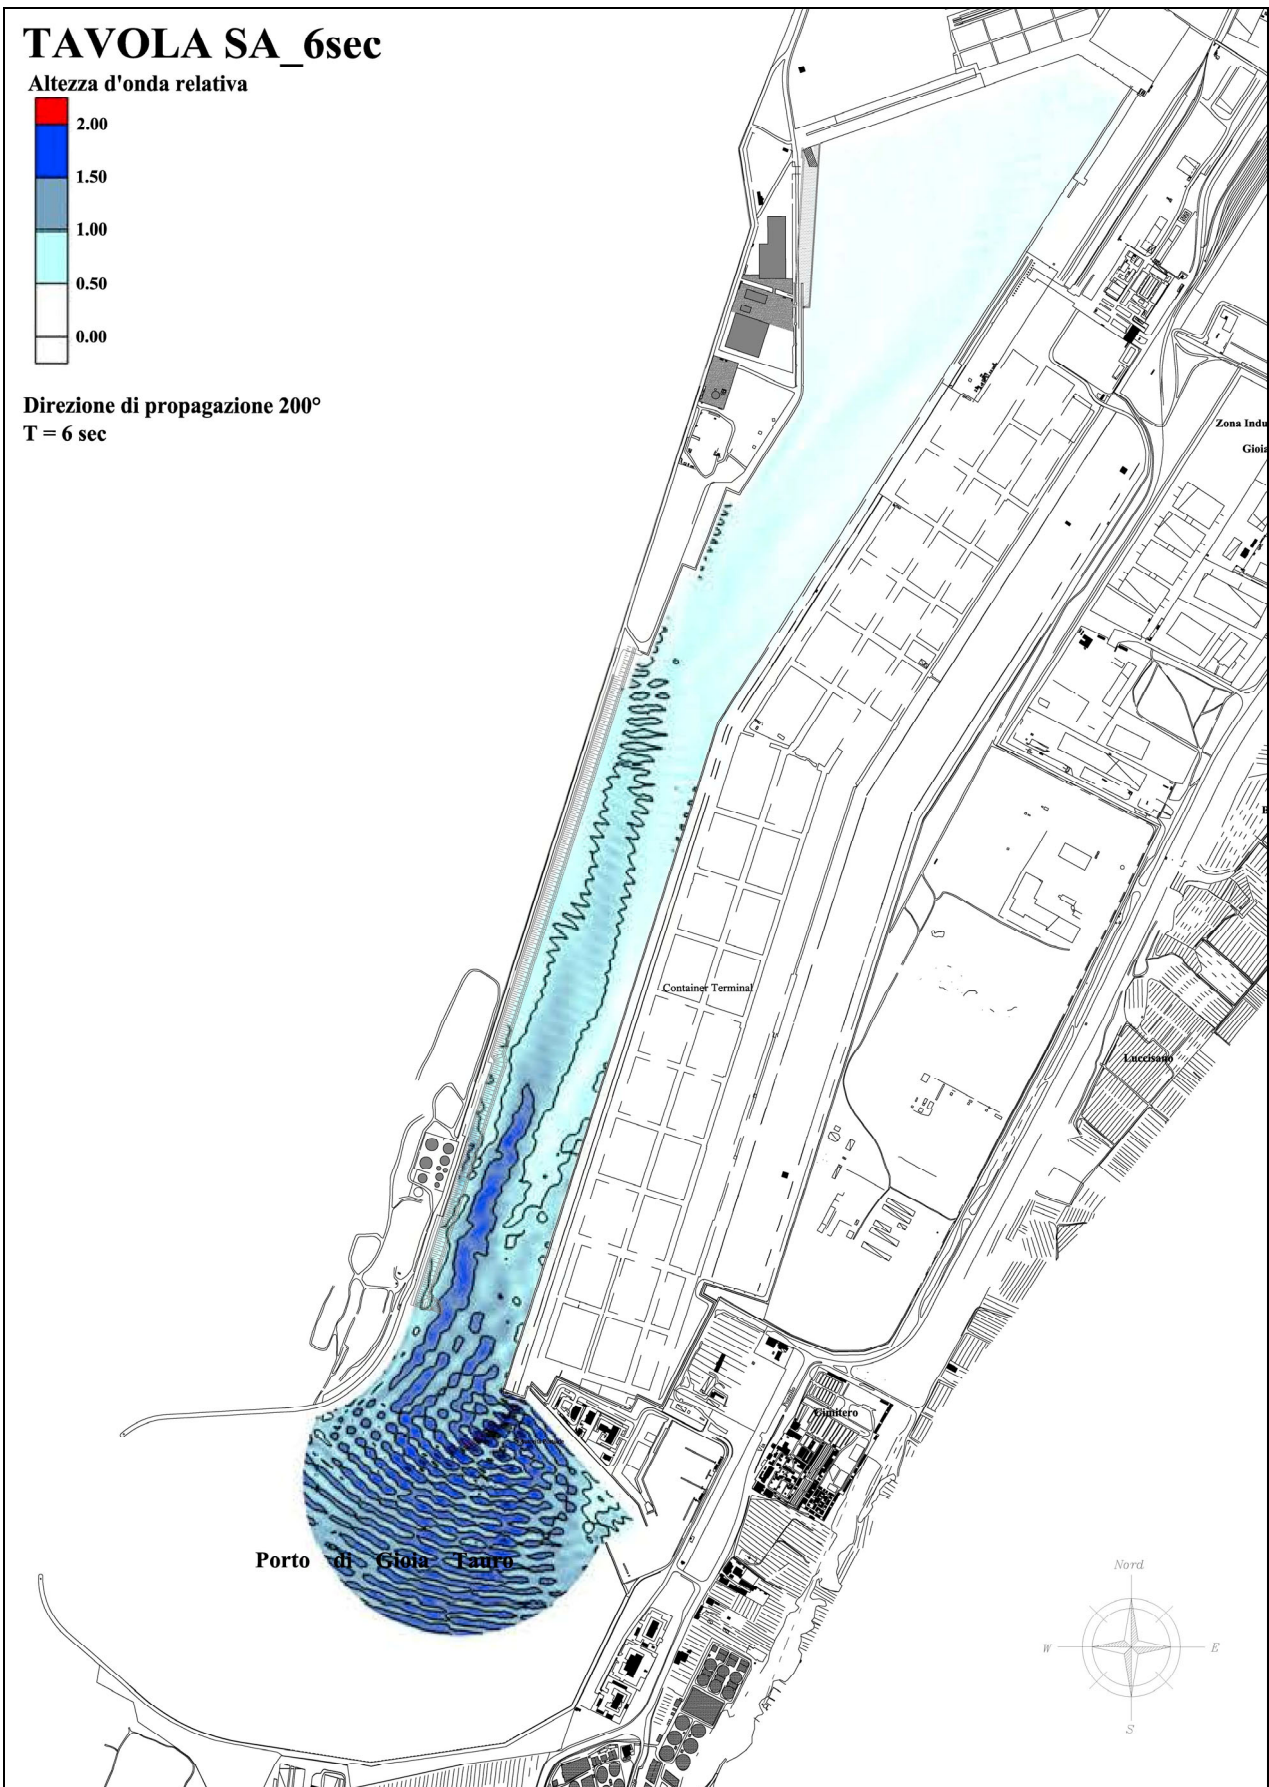 TAVOLA SA_6sec
Altezza d'onda relativa
2.00
1.50
1.00
0.50
0.00
Direzione di propagazione 200°
T = 6 sec
Zona Indu
Gioia
Container Terminal
Luccisano
Cimitero
Porto di Gioia Tauro
Nord
W
E
S